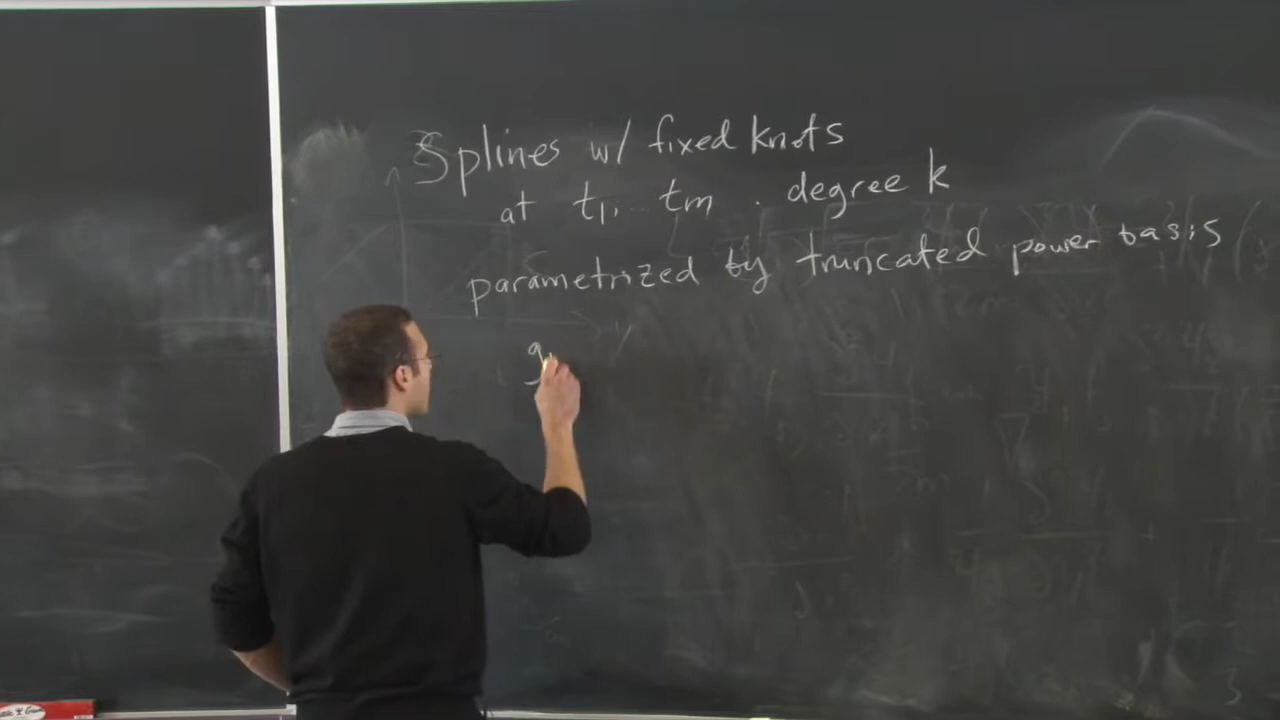 Splines w/ fixed knots
at t1, ... tm . degree k
parametrized by truncated power basis
g